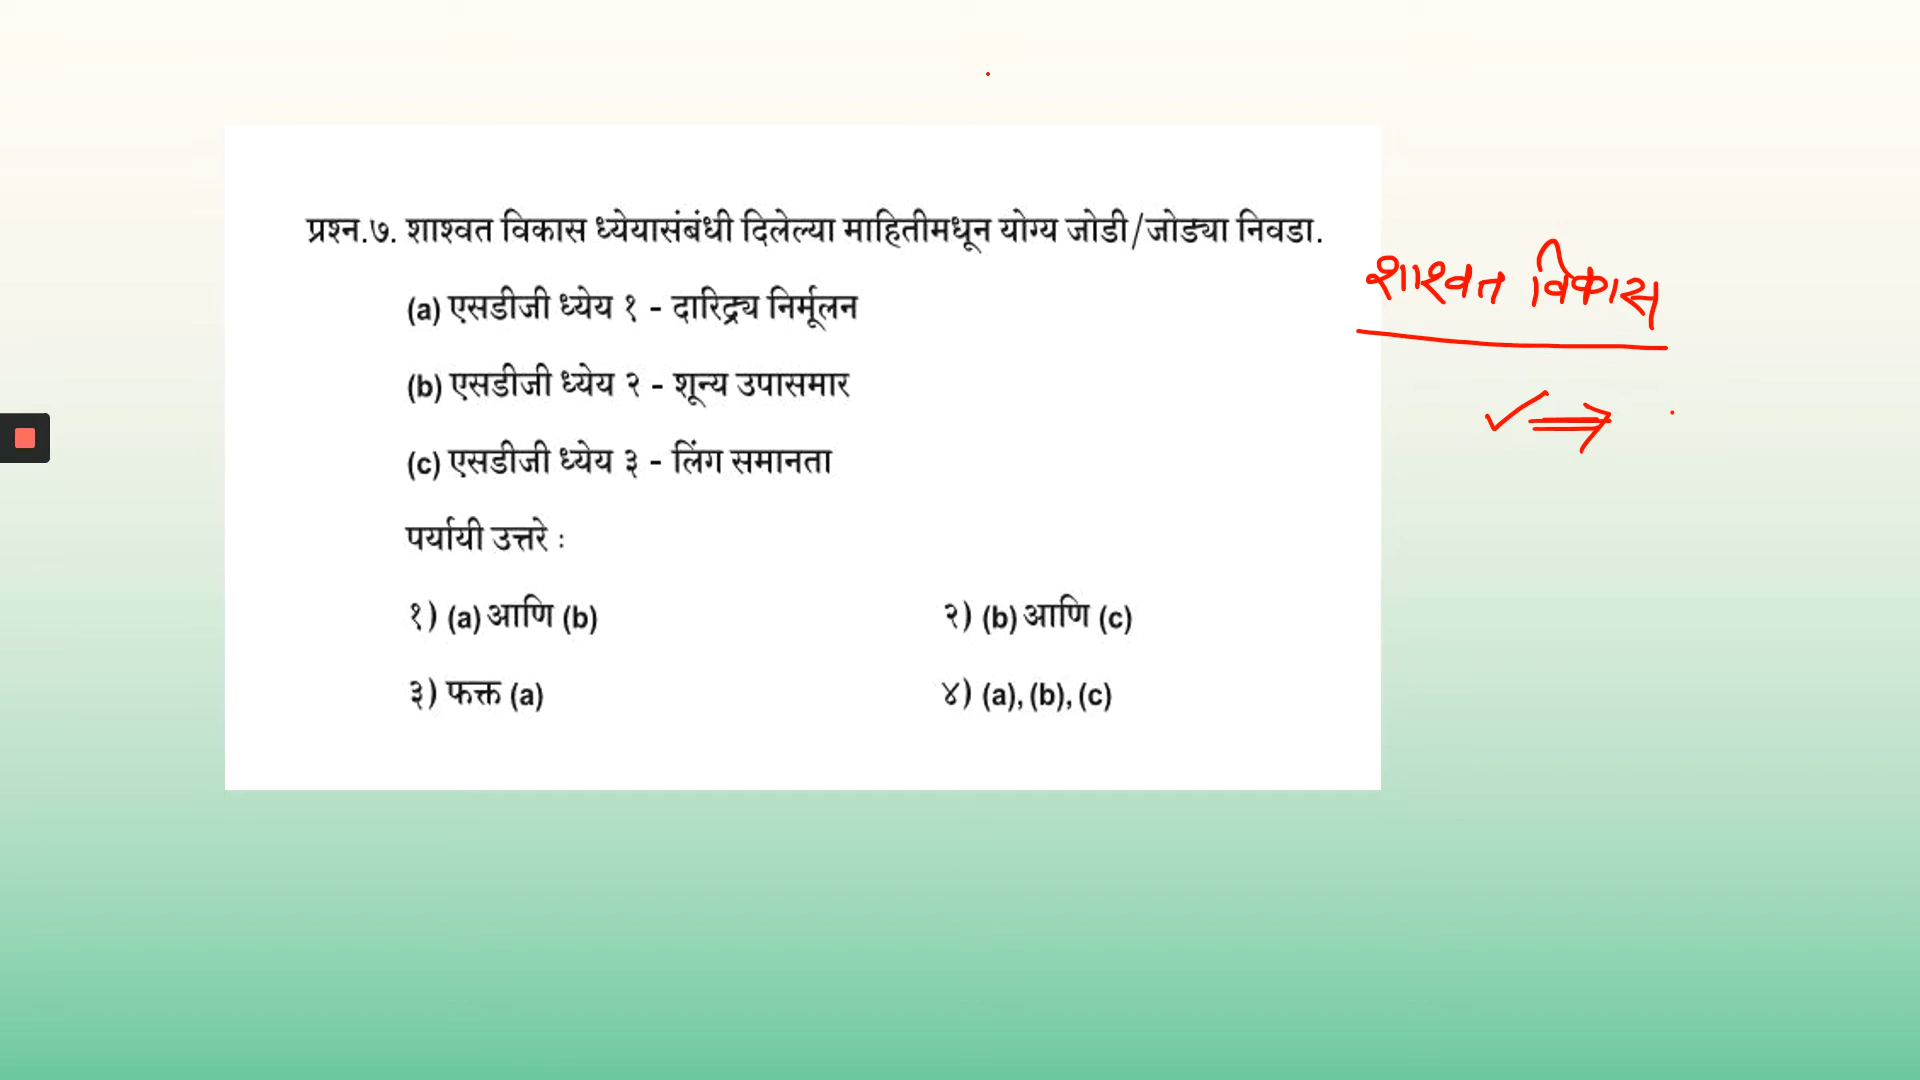 प्रश्न.७. शाश्वत विकास ध्येयासंबंधी दिलेल्या माहितीमधून योग्य जोडी/जोड्या निवडा.
(a) एसडीजी ध्येय १ - दारिद्र्य निर्मूलन
(b) एसडीजी ध्येय २ - शून्य उपासमार
(c) एसडीजी ध्येय ३ - लिंग समानता
पर्यायी उत्तरे :
१) (a) आणि (b) २) (b) आणि (c)
३) फक्त (a) ४) (a), (b), (c)
शाश्वत विकास